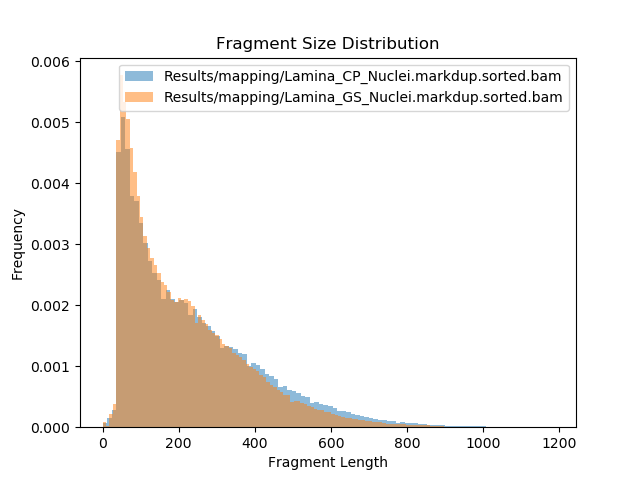 Fragment Size Distribution
Results/mapping/Lamina_CP_Nuclei.markdup.sorted.bam
Results/mapping/Lamina_GS_Nuclei.markdup.sorted.bam
0.006
0.005
0.004
0.003
0.002
0.001
0.000
Frequency
0 200 400 600 800 1000 1200
Fragment Length